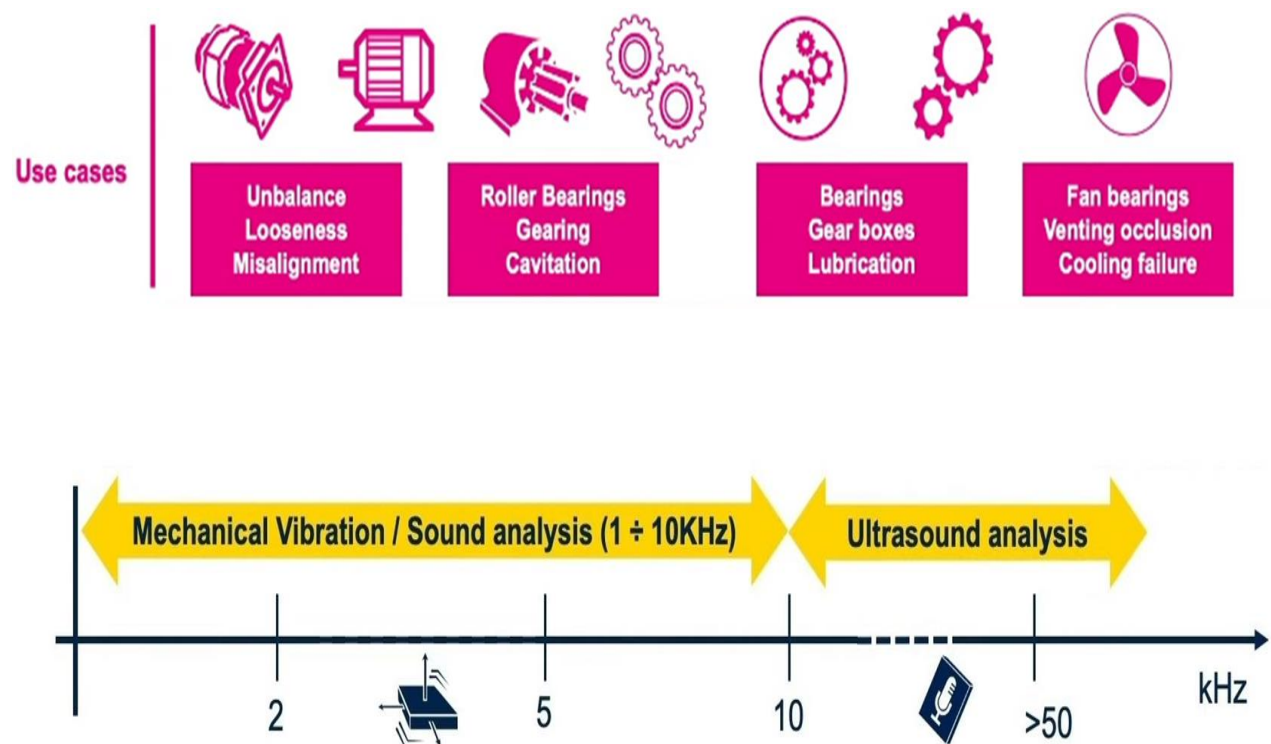 Use cases
Unbalance
Looseness
Misalignment
Roller Bearings
Gearing
Cavitation
Bearings
Gear boxes
Lubrication
Fan bearings
Venting occlusion
Cooling failure
Mechanical Vibration / Sound analysis (1 ÷ 10KHz)
Ultrasound analysis
2
5
10
>50
kHz